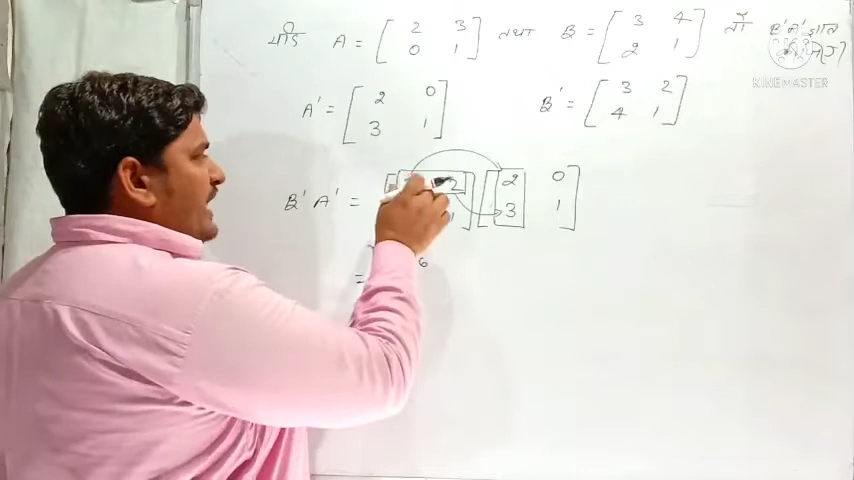 यदि A = [ 2 3 0 1 ] तथा B = [ 3 4 2 1 ] तो B'A' ज्ञात
KINEMASTER
A' = [ 2 0 3 1 ] B' = [ 3 2 4 1 ]
B'A' = [ 2 ] [ 2 0 3 1 ]
= 6